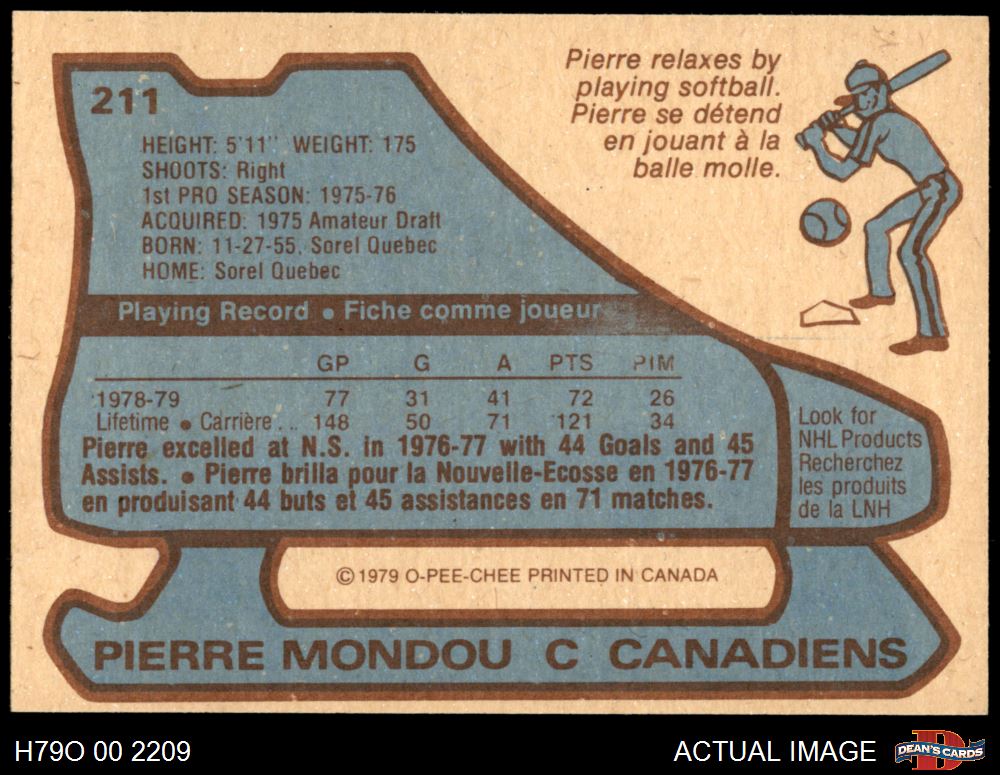 211
Pierre relaxes by
playing softball.
Pierre se détend
en jouant à la
balle molle.
HEIGHT: 5'11" WEIGHT: 175
SHOOTS: Right
1st PRO SEASON: 1975-76
ACQUIRED: 1975 Amateur Draft
BORN: 11-27-55, Sorel Quebec
HOME: Sorel Quebec
Playing Record • Fiche comme joueur
GP G A PTS PIM
1978-79 77 31 41 72 26
Lifetime • Carrière... 148 50 71 121 34
Pierre excelled at N.S. in 1976-77 with 44 Goals and 45
Assists. • Pierre brilla pour la Nouvelle-Ecosse en 1976-77
en produisant 44 buts et 45 assistances en 71 matches.
Look for
NHL Products
Recherchez
les produits
de la LNH
© 1979 O-PEE-CHEE PRINTED IN CANADA
PIERRE MONDOU C CANADIENS
H79O 00 2209
ACTUAL IMAGE
D
DEAN'S CARDS